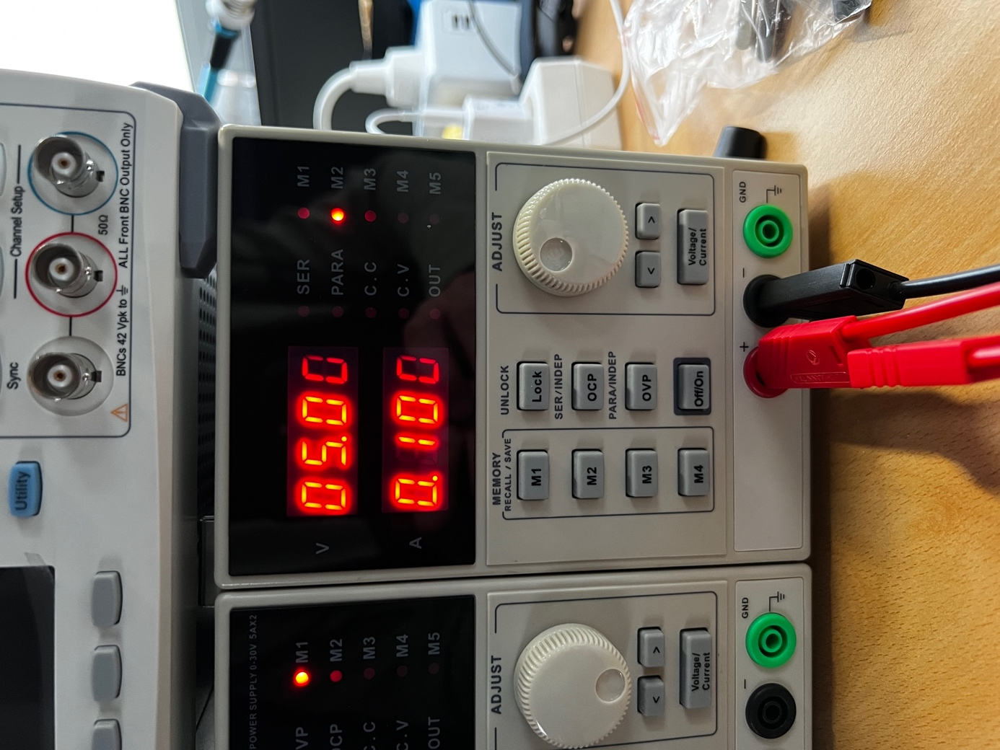 Channel Setup
50Ω
ALL Front BNC Output Only
BNCs 42 Vpk to
Sync
Utility
V
05.00
A
0.100
SER
M1
PARA
M2
C.C
M3
C.V
M4
OUT
M5
MEMORY
RECALL / SAVE
M1
M2
M3
M4
UNLOCK
Lock
SER/INDEP
OCP
PARA/INDEP
OVP
Off/On
ADJUST
<
>
Voltage/
Current
+
-
GND
POWER SUPPLY 0-30V 5AX2
VP
M1
OCP
M2
C.C
M3
C.V
M4
OUT
M5
ADJUST
<
>
Voltage/
Current
-
GND